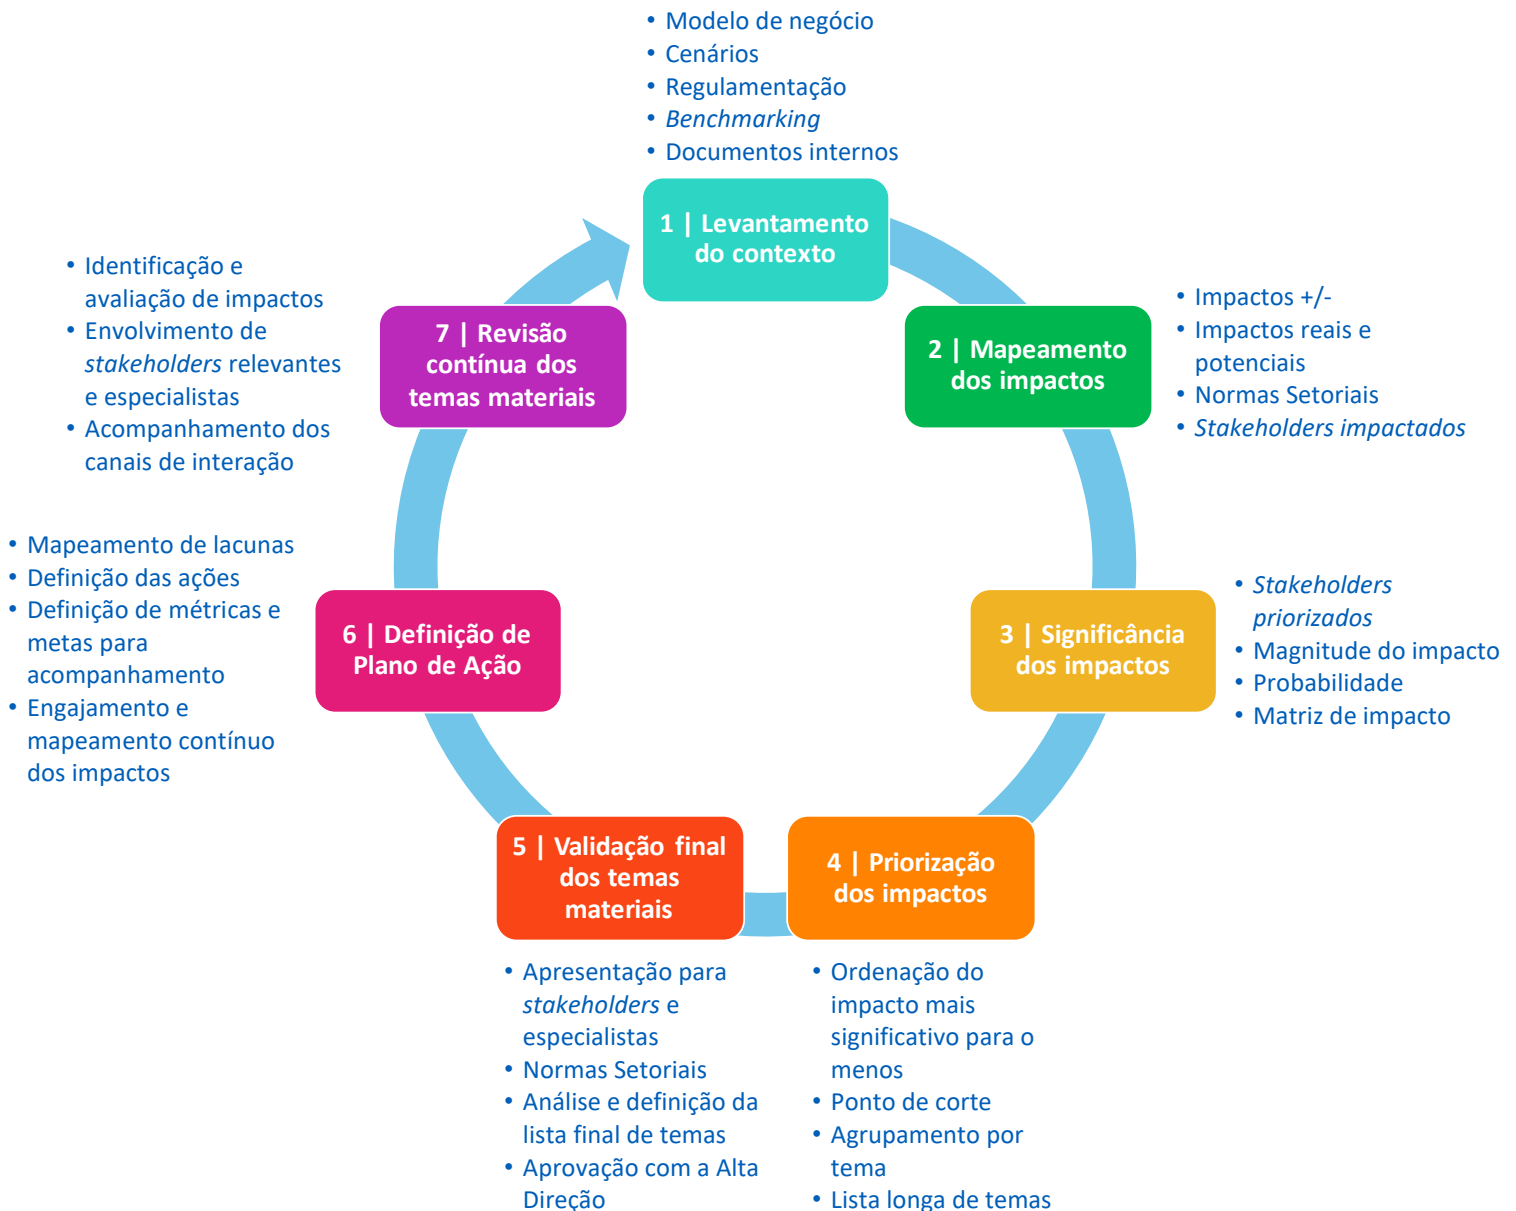 • Modelo de negócio
• Cenários
• Regulamentação
• Benchmarking
• Documentos internos
1 | Levantamento
do contexto
2 | Mapeamento
dos impactos
• Impactos +/-
• Impactos reais e
potenciais
• Normas Setoriais
• Stakeholders impactados
3 | Significância
dos impactos
• Stakeholders
priorizados
• Magnitude do impacto
• Probabilidade
• Matriz de impacto
4 | Priorização
dos impactos
• Ordenação do
impacto mais
significativo para o
menos
• Ponto de corte
• Agrupamento por
tema
• Lista longa de temas
5 | Validação final
dos temas
materiais
• Apresentação para
stakeholders e
especialistas
• Normas Setoriais
• Análise e definição da
lista final de temas
• Aprovação com a Alta
Direção
6 | Definição de
Plano de Ação
• Mapeamento de lacunas
• Definição das ações
• Definição de métricas e
metas para
acompanhamento
• Engajamento e
mapeamento contínuo
dos impactos
7 | Revisão
contínua dos
temas materiais
• Identificação e
avaliação de impactos
• Envolvimento de
stakeholders relevantes
e especialistas
• Acompanhamento dos
canais de interação